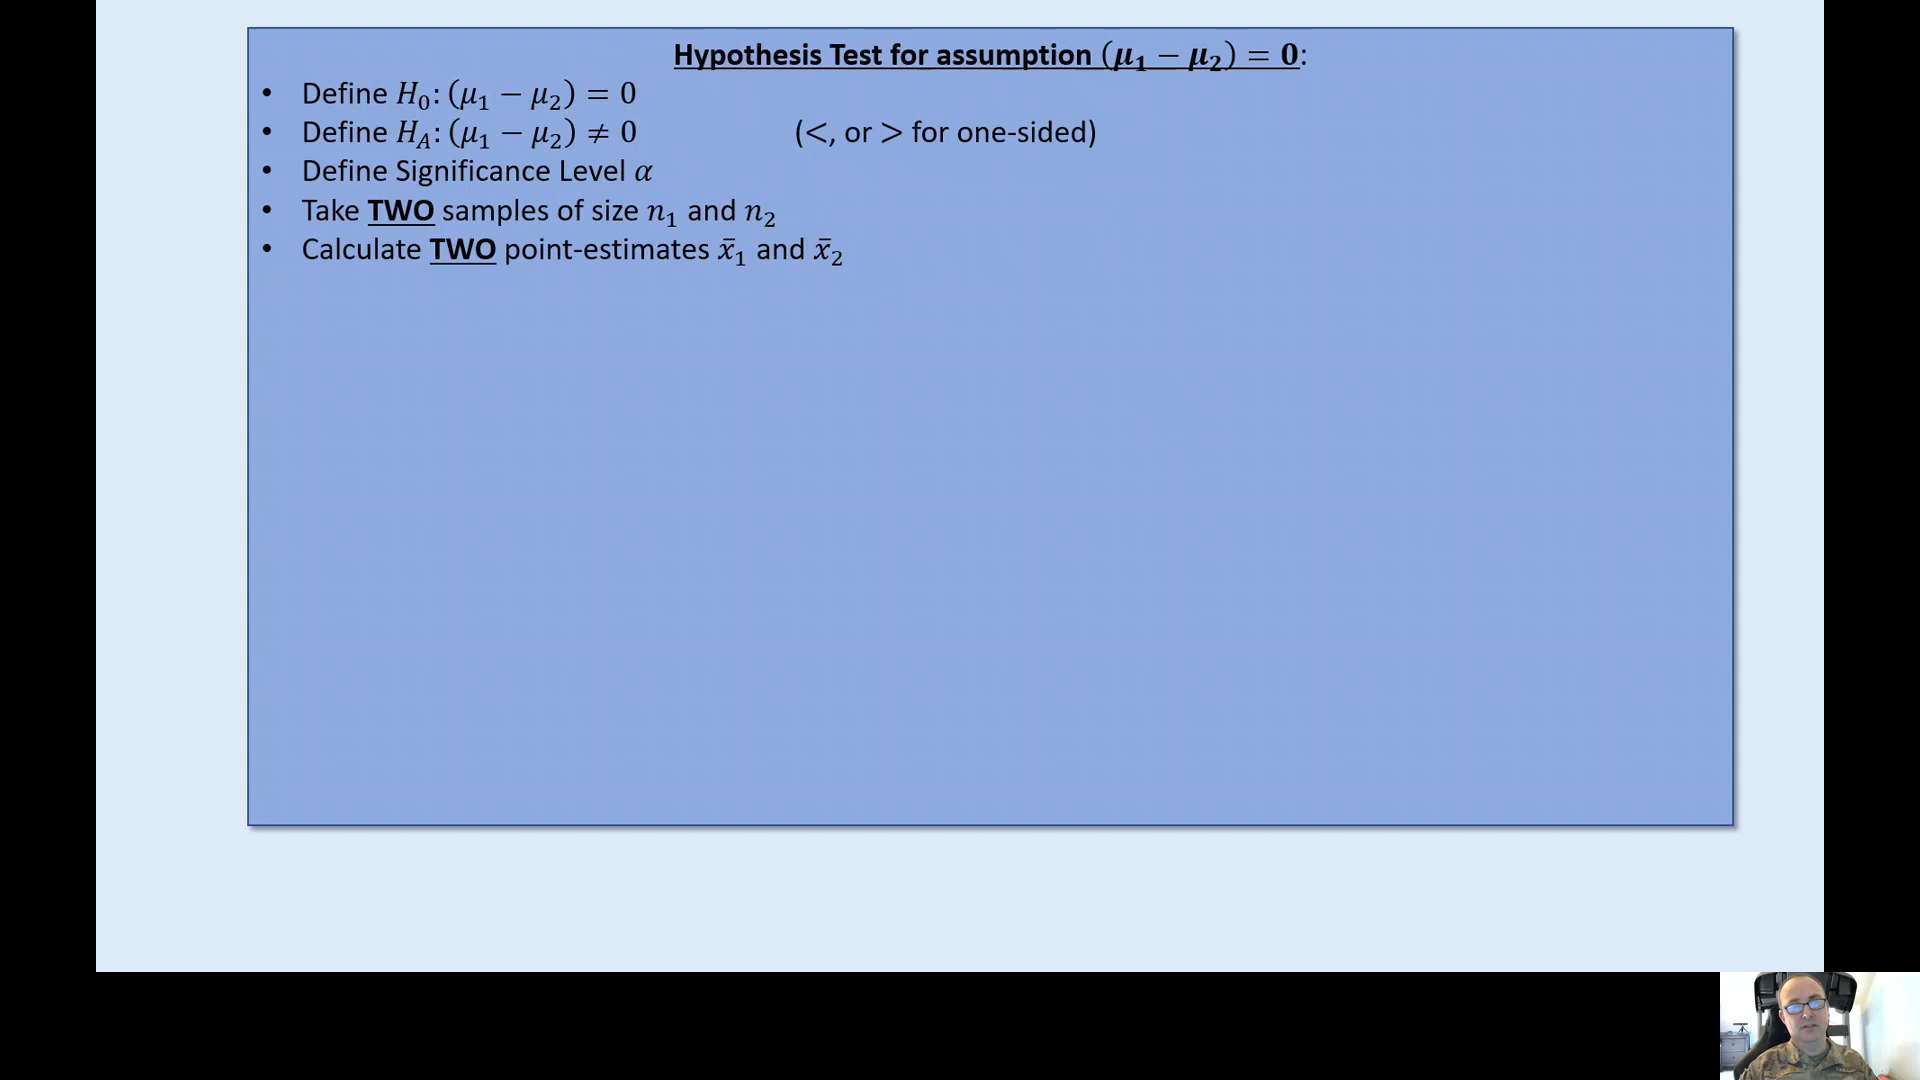 Hypothesis Test for assumption (μ₁ − μ₂) = 0:
• Define H₀: (μ₁ − μ₂) = 0
• Define H_A: (μ₁ − μ₂) ≠ 0 (<, or > for one-sided)
• Define Significance Level α
• Take TWO samples of size n₁ and n₂
• Calculate TWO point-estimates x̄₁ and x̄₂